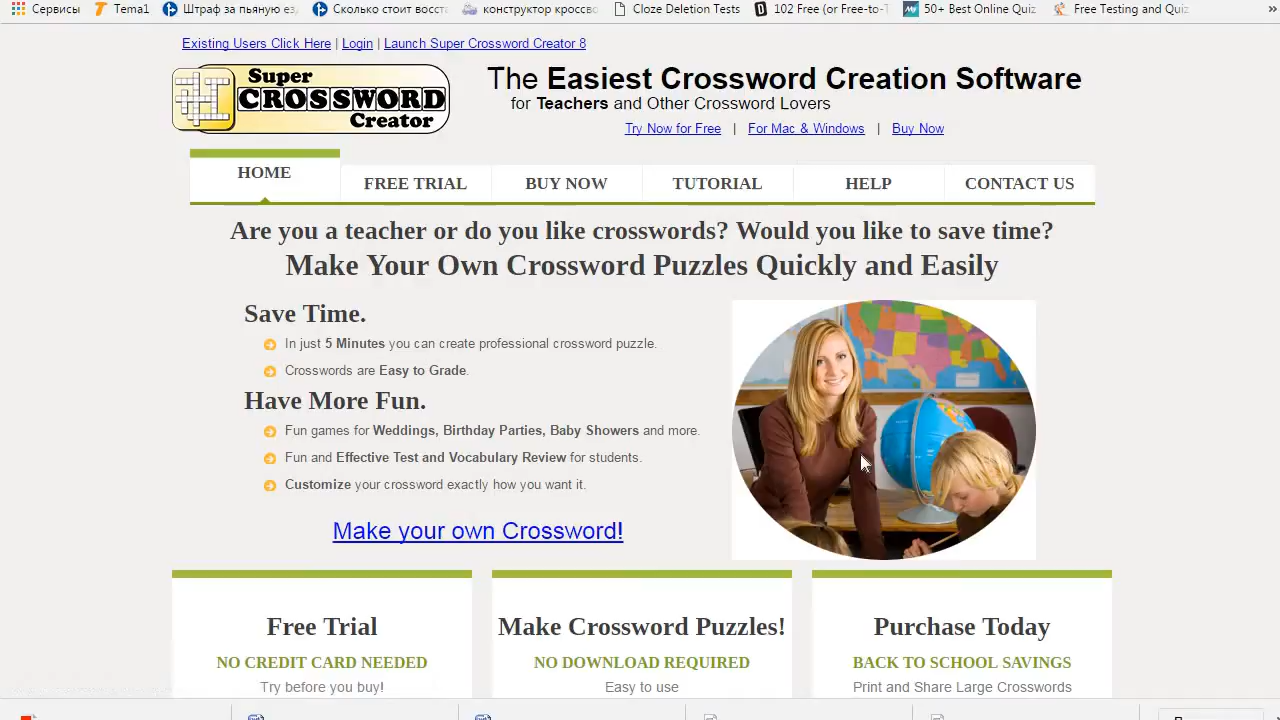 Сервисы Тема1 Штраф за пьяную ез Сколько стоит восст конструктор кроссво Cloze Deletion Tests 102 Free (or Free-to-T 50+ Best Online Quiz Free Testing and Quiz »
Existing Users Click Here | Login | Launch Super Crossword Creator 8
Super
CROSSWORD
Creator
The Easiest Crossword Creation Software
for Teachers and Other Crossword Lovers
Try Now for Free | For Mac & Windows | Buy Now
HOME FREE TRIAL BUY NOW TUTORIAL HELP CONTACT US
Are you a teacher or do you like crosswords? Would you like to save time?
Make Your Own Crossword Puzzles Quickly and Easily
Save Time.
In just 5 Minutes you can create professional crossword puzzle.
Crosswords are Easy to Grade.
Have More Fun.
Fun games for Weddings, Birthday Parties, Baby Showers and more.
Fun and Effective Test and Vocabulary Review for students.
Customize your crossword exactly how you want it.
Make your own Crossword!
Free Trial
NO CREDIT CARD NEEDED
Try before you buy!
Make Crossword Puzzles!
NO DOWNLOAD REQUIRED
Easy to use
Purchase Today
BACK TO SCHOOL SAVINGS
Print and Share Large Crosswords